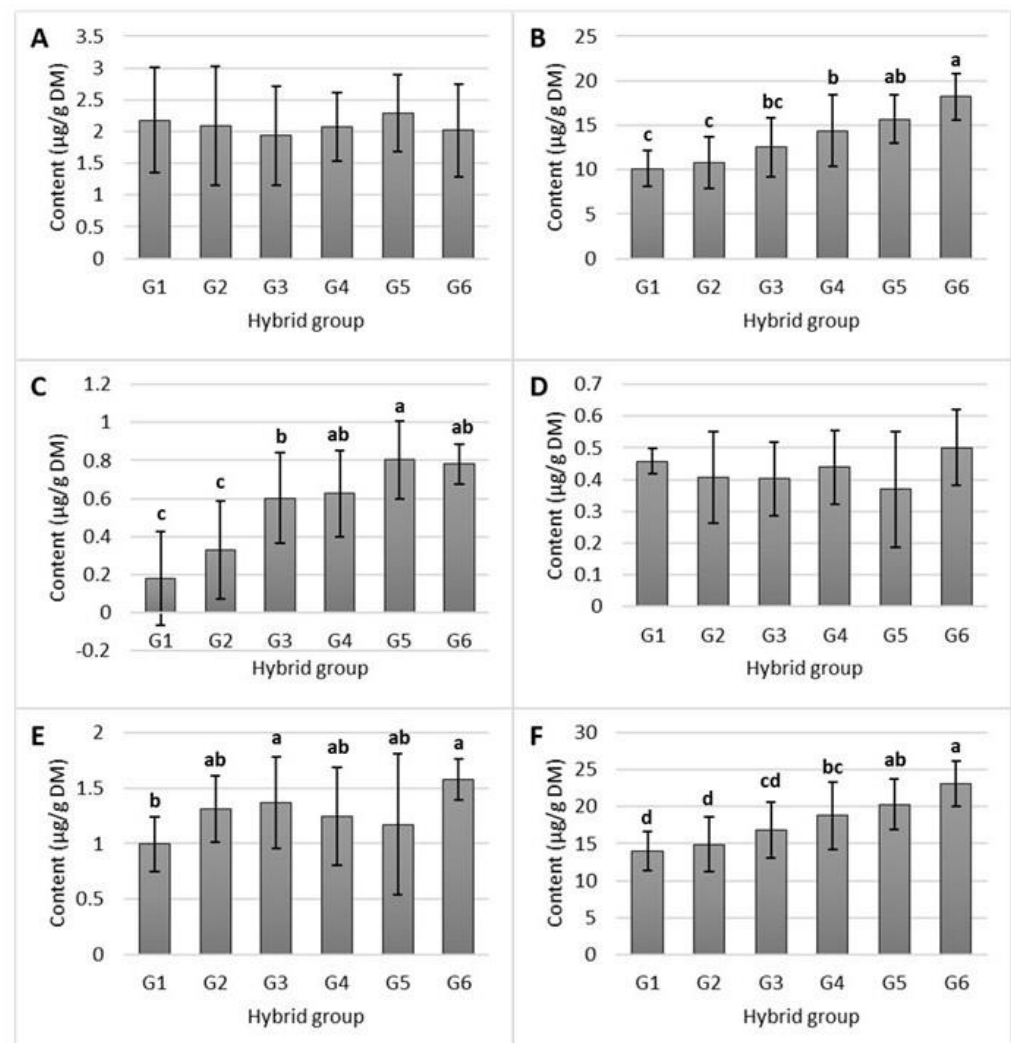 A
Content (µg/g DM)
3.5
3
2.5
2
1.5
1
0.5
0
G1 G2 G3 G4 G5 G6
Hybrid group
B
Content (µg/g DM)
25
20
15
10
5
0
c c bc b ab a
G1 G2 G3 G4 G5 G6
Hybrid group
C
Content (µg/g DM)
1.2
1
0.8
0.6
0.4
0.2
0
-0.2
c c b ab a ab
G1 G2 G3 G4 G5 G6
Hybrid group
D
Content (µg/g DM)
0.7
0.6
0.5
0.4
0.3
0.2
0.1
0
G1 G2 G3 G4 G5 G6
Hybrid group
E
Content (µg/g DM)
2
1.5
1
0.5
0
b ab a ab ab a
G1 G2 G3 G4 G5 G6
Hybrid group
F
Content (µg/g DM)
30
25
20
15
10
5
0
d d cd bc ab a
G1 G2 G3 G4 G5 G6
Hybrid group